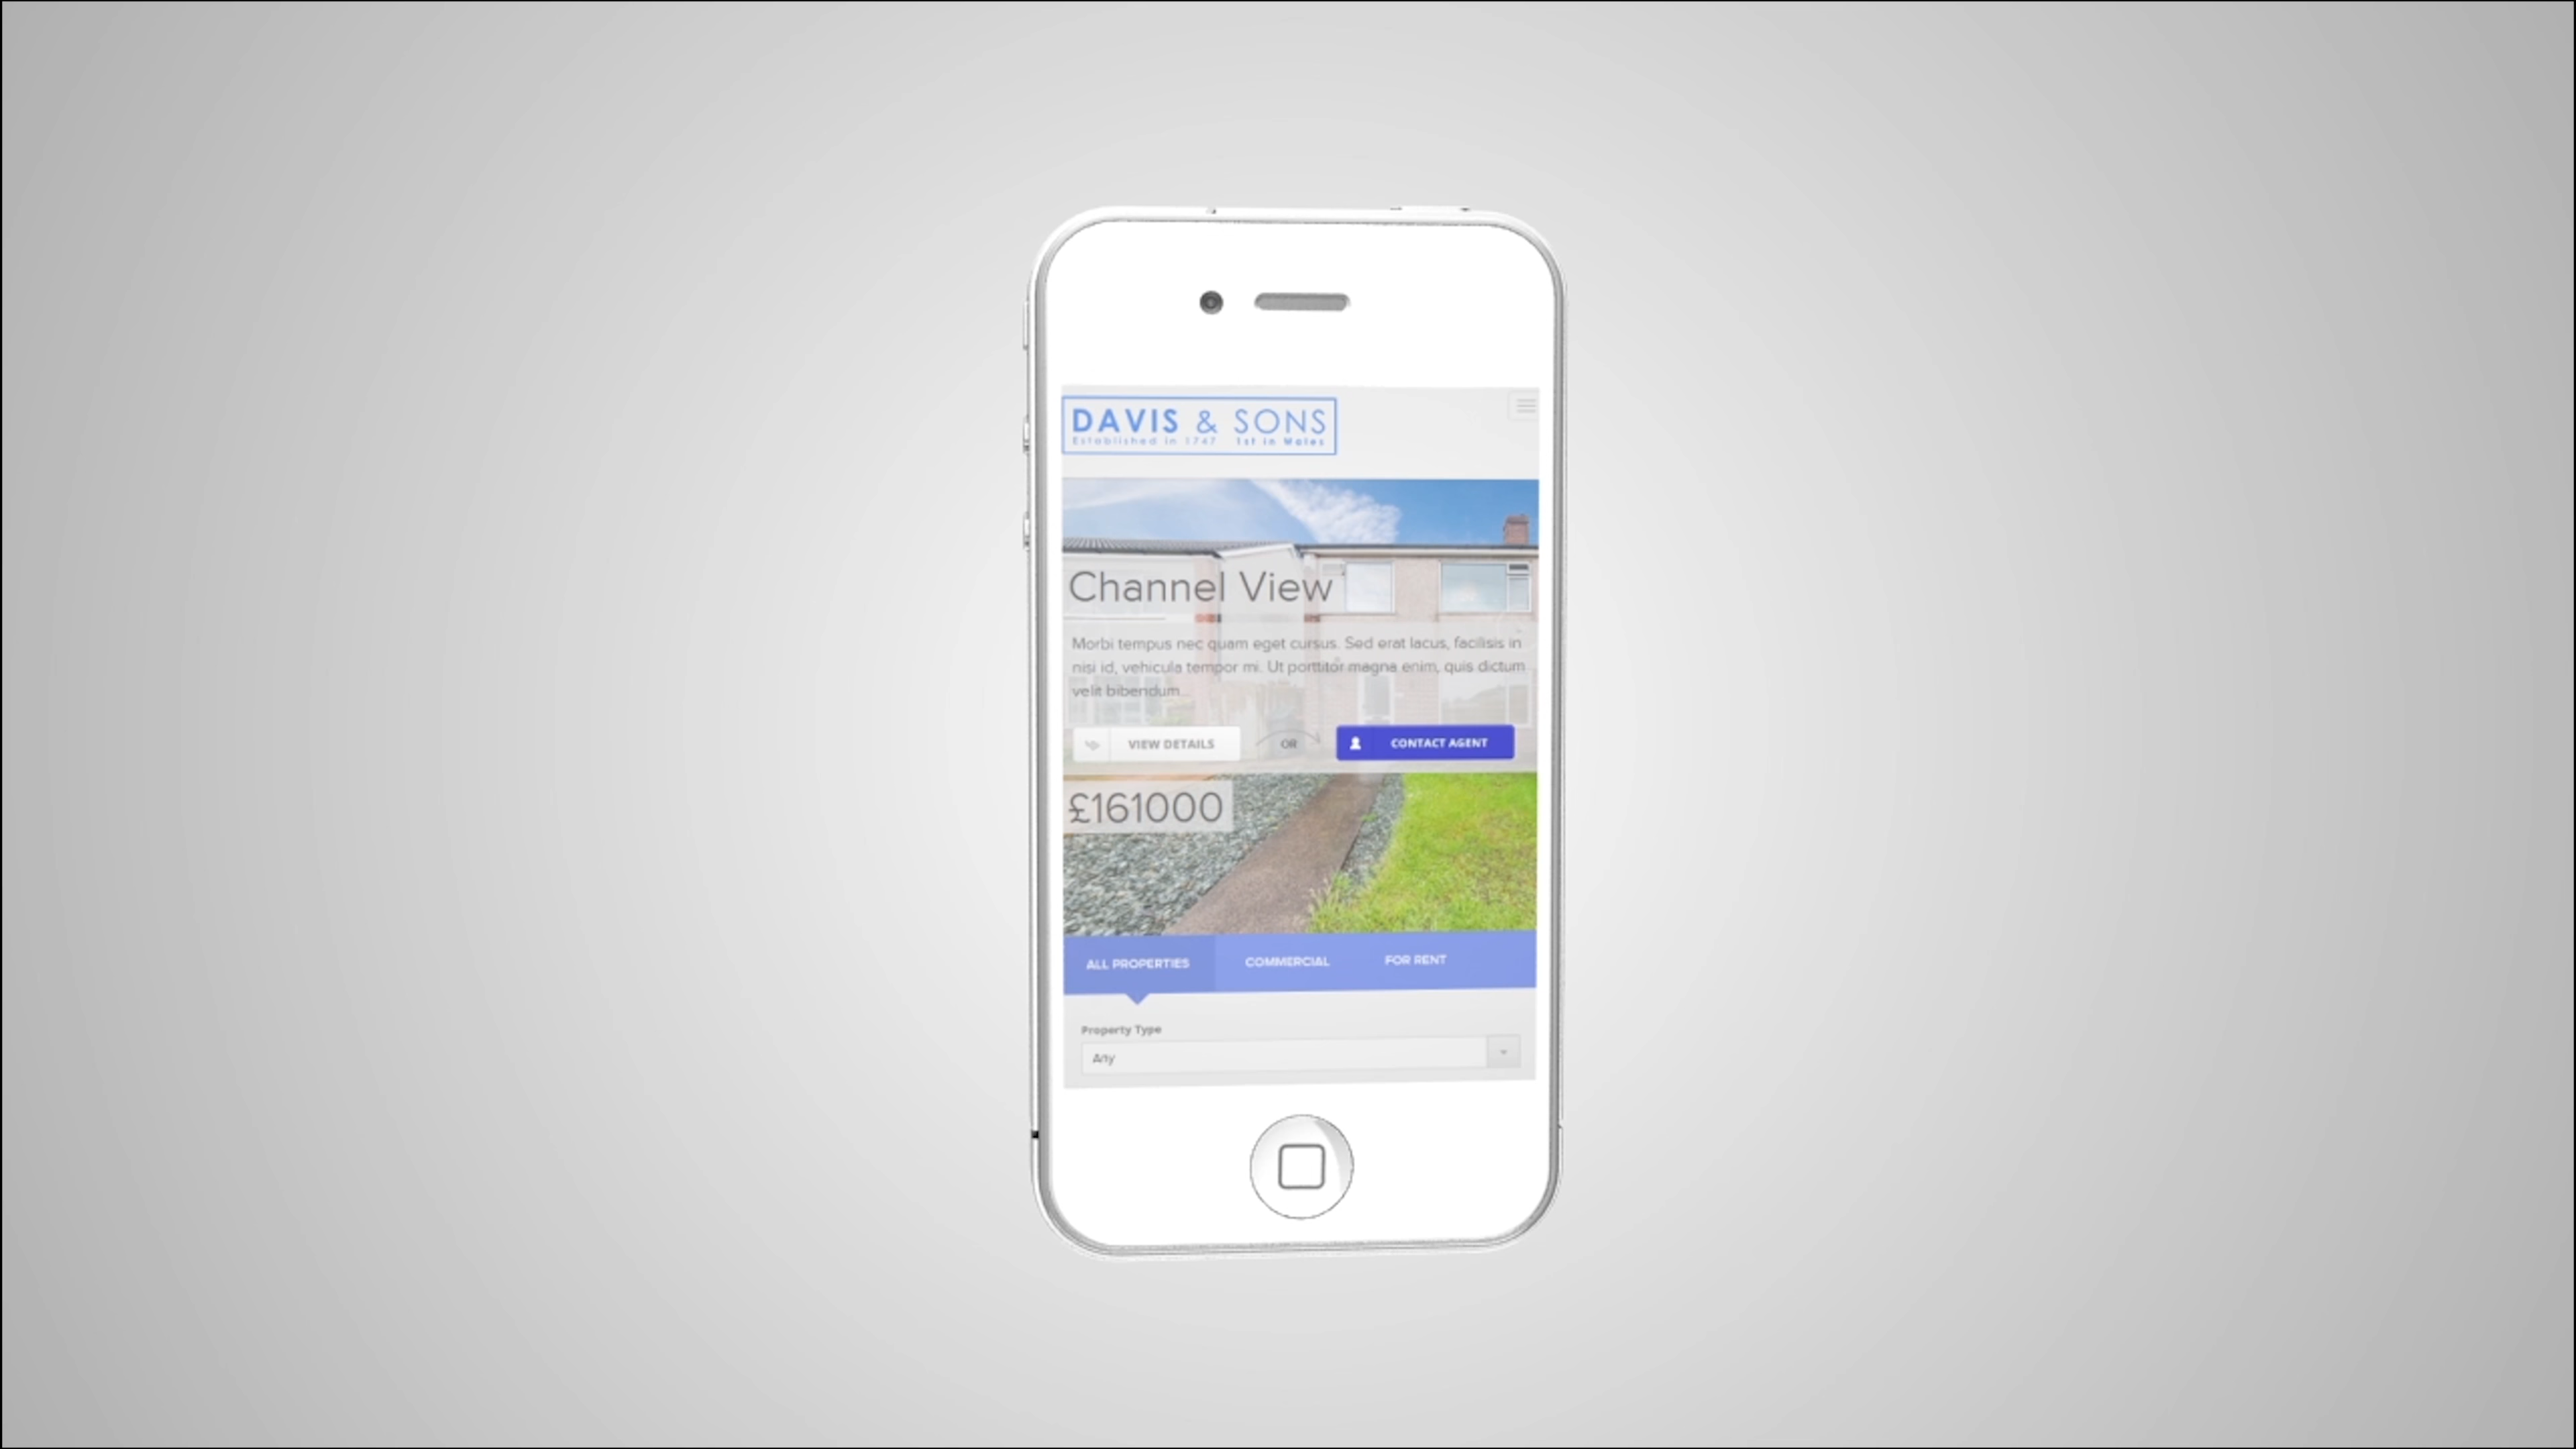 DAVIS & SONS
Established in 1747 1st in Wales
Channel View
Morbi tempus nec quam eget cursus. Sed erat lacus, facilisis in
nisi id, vehicula tempor mi. Ut porttitor magna enim, quis dictum
velit bibendum...
VIEW DETAILS OR CONTACT AGENT
£161000
ALL PROPERTIES COMMERCIAL FOR RENT
Property Type
Any